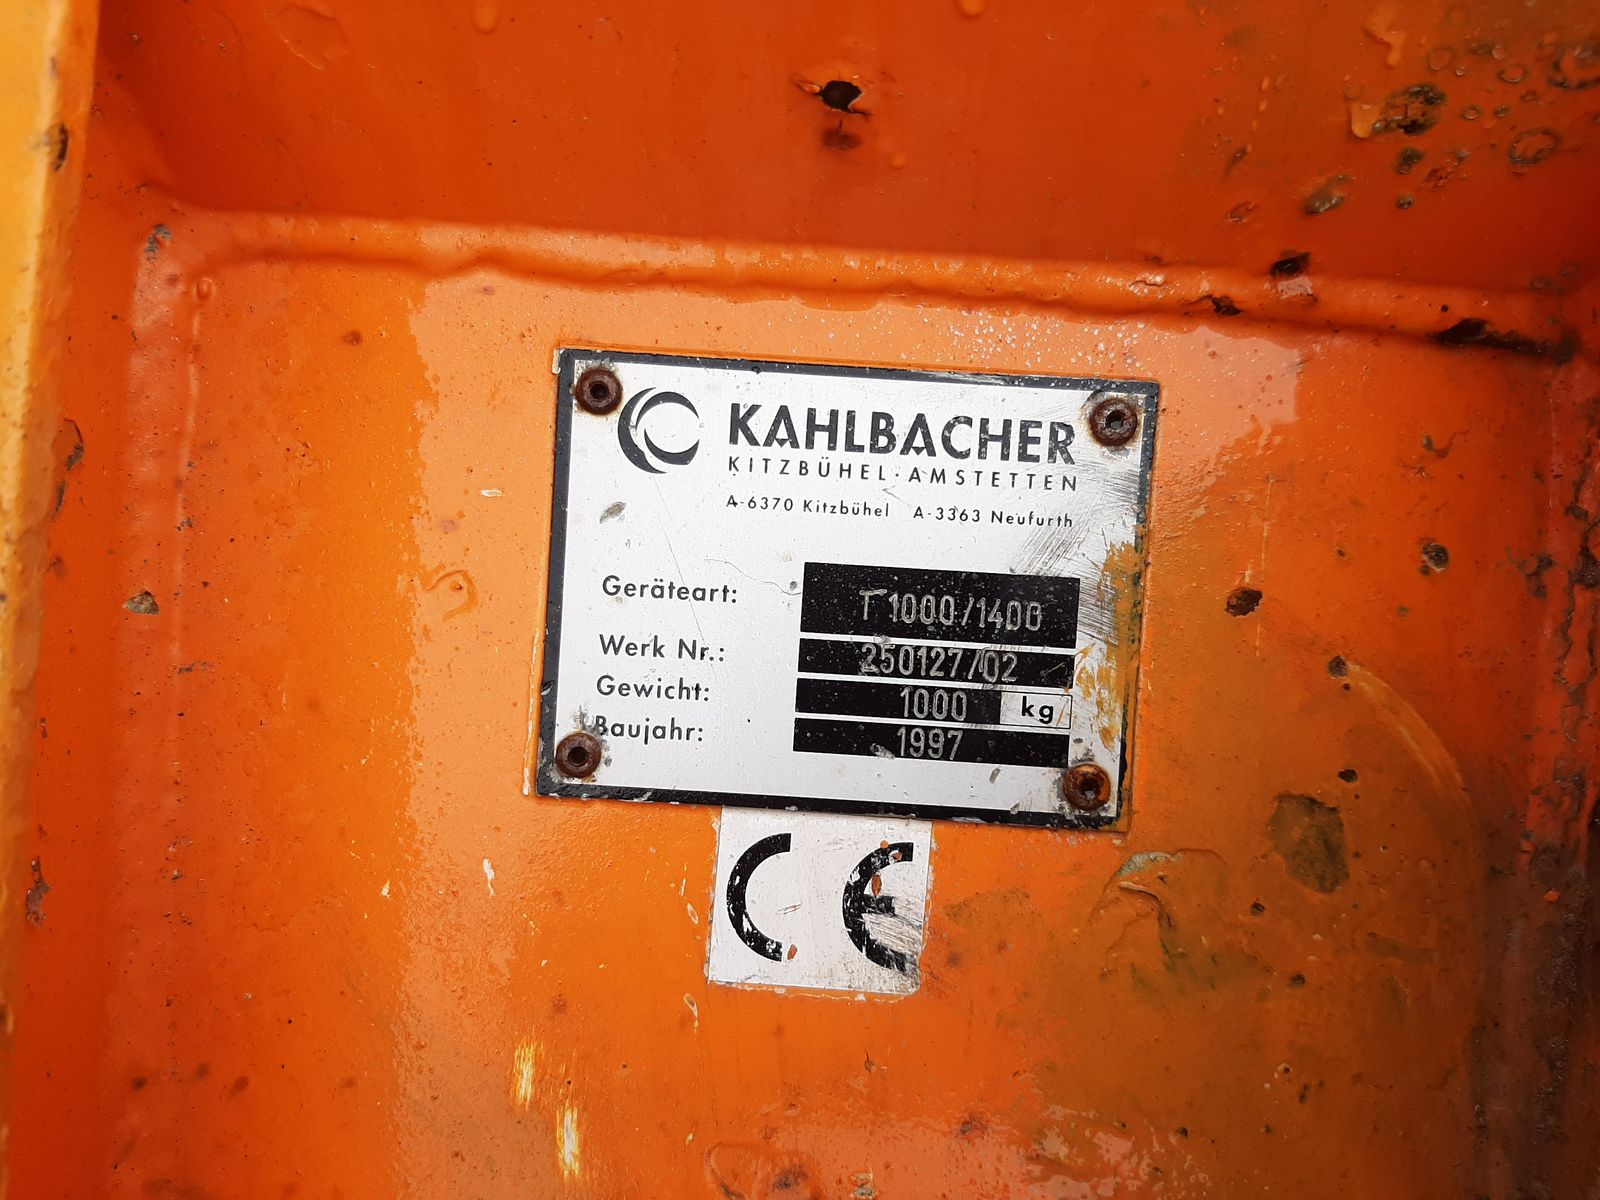 KAHLBACHER
KITZBÜHEL·AMSTETTEN
A-6370 Kitzbühel A-3363 Neufurth
Geräteart: T 1000/1400
Werk Nr.: 250127/02
Gewicht: 1000 kg
Baujahr: 1997
CE